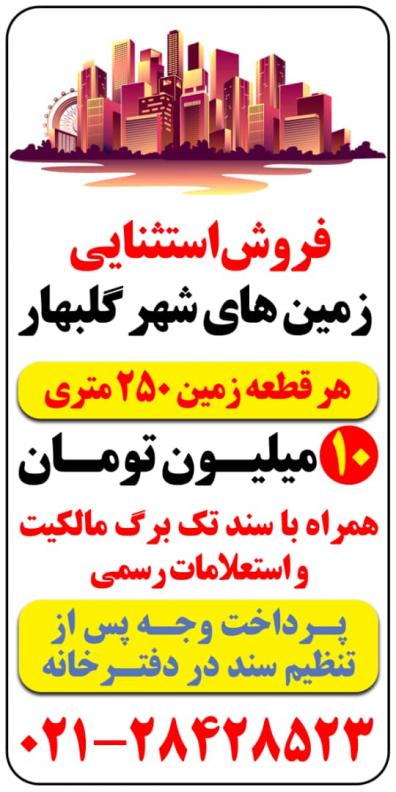 فروش استثنایی
زمین های شهر گلبهار
هر قطعه زمین ۲۵۰ متری
۱۰ میلیون تومان
همراه با سند تک برگ مالکیت
و استعلامات رسمی
پرداخت وجه پس از
تنظیم سند در دفترخانه
۰۲۱-۲۸۴۲۸۵۲۳